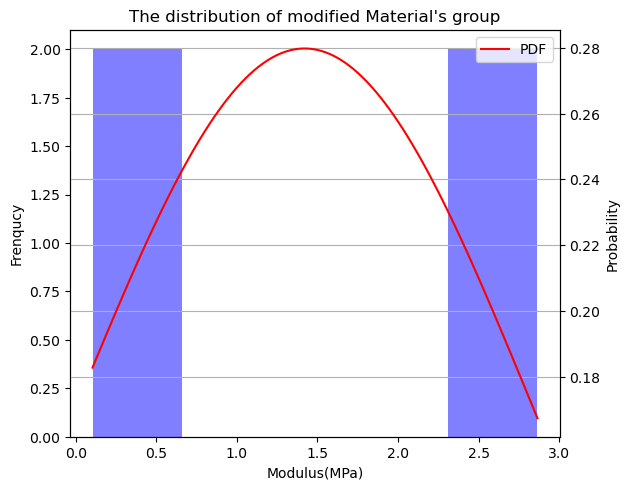 The distribution of modified Material's group
PDF
2.00
1.75
1.50
1.25
1.00
0.75
0.50
0.25
0.00
Frenqucy
0.28
0.26
0.24
0.22
0.20
0.18
Probability
0.0 0.5 1.0 1.5 2.0 2.5 3.0
Modulus(MPa)